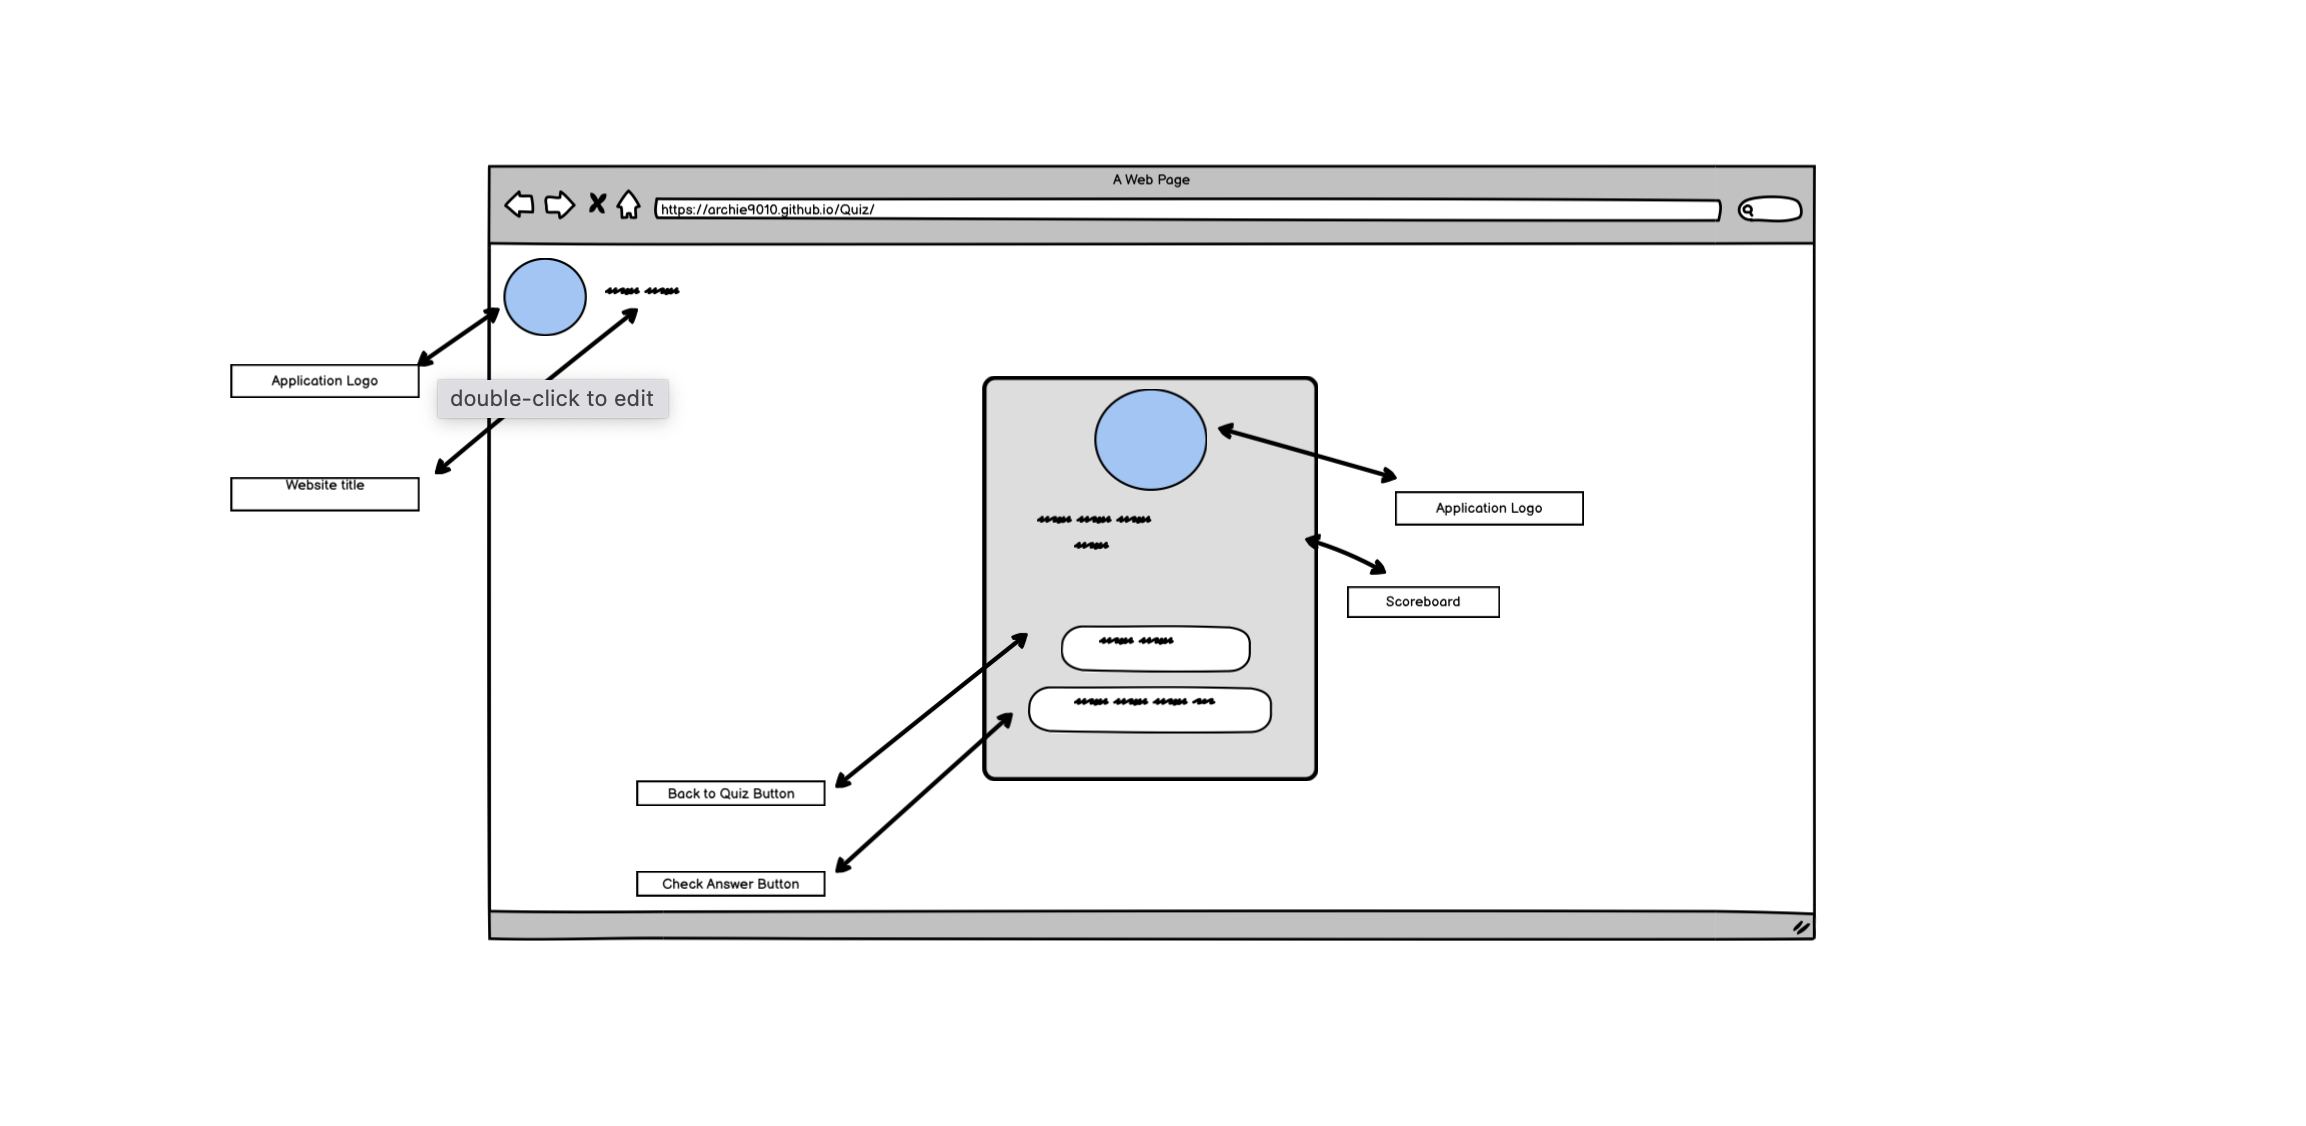 A Web Page
https://archie9010.github.io/Quiz/
Application Logo
double-click to edit
Website title
Application Logo
Scoreboard
Back to Quiz Button
Check Answer Button